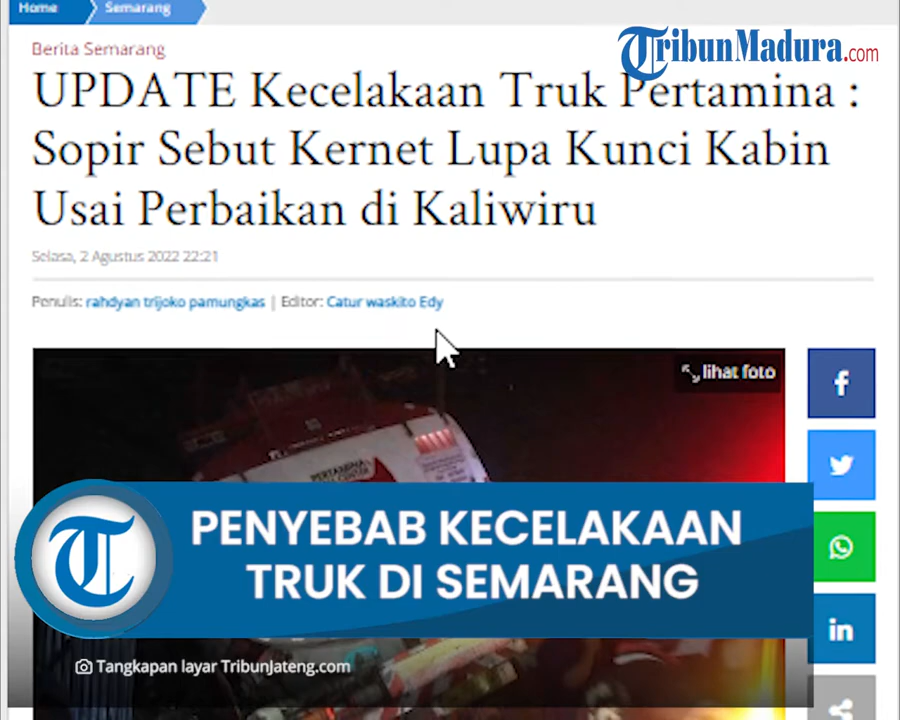 Home Semarang
TribunMadura.com
Berita Semarang
UPDATE Kecelakaan Truk Pertamina :
Sopir Sebut Kernet Lupa Kunci Kabin
Usai Perbaikan di Kaliwiru
Selasa, 2 Agustus 2022 22:21
Penulis: rahdyan trijoko pamungkas | Editor: Catur waskito Edy
lihat foto
PERTAMINA
PENYEBAB KECELAKAAN
TRUK DI SEMARANG
Tangkapan layar TribunJateng.com